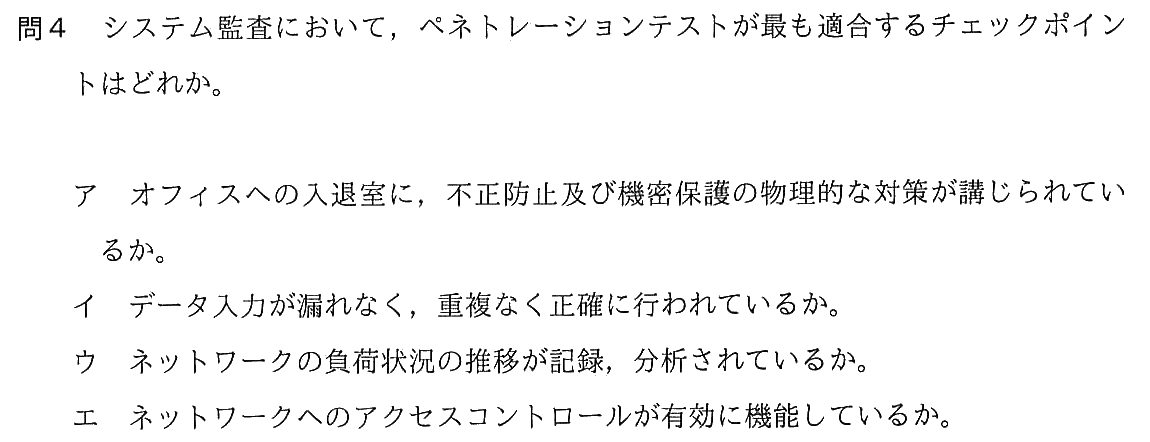 問４　システム監査において，ペネトレーションテストが最も適合するチェックポイン
トはどれか。
ア　オフィスへの入退室に，不正防止及び機密保護の物理的な対策が講じられてい
るか。
イ　データ入力が漏れなく，重複なく正確に行われているか。
ウ　ネットワークの負荷状況の推移が記録，分析されているか。
エ　ネットワークへのアクセスコントロールが有効に機能しているか。